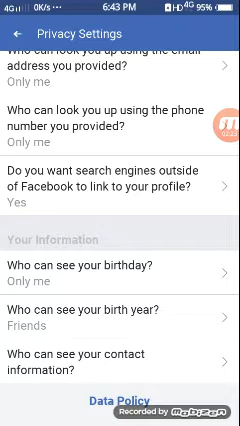 4G 0K/s ··· 6:43 PM HD 4G 95%
Privacy Settings
Who can look you up using the email
address you provided?
Only me
Who can look you up using the phone
number you provided?
Only me
02:23
Do you want search engines outside
of Facebook to link to your profile?
Yes
Your Information
Who can see your birthday?
Only me
Who can see your birth year?
Friends
Who can see your contact
information?
Data Policy
Recorded by mobizen